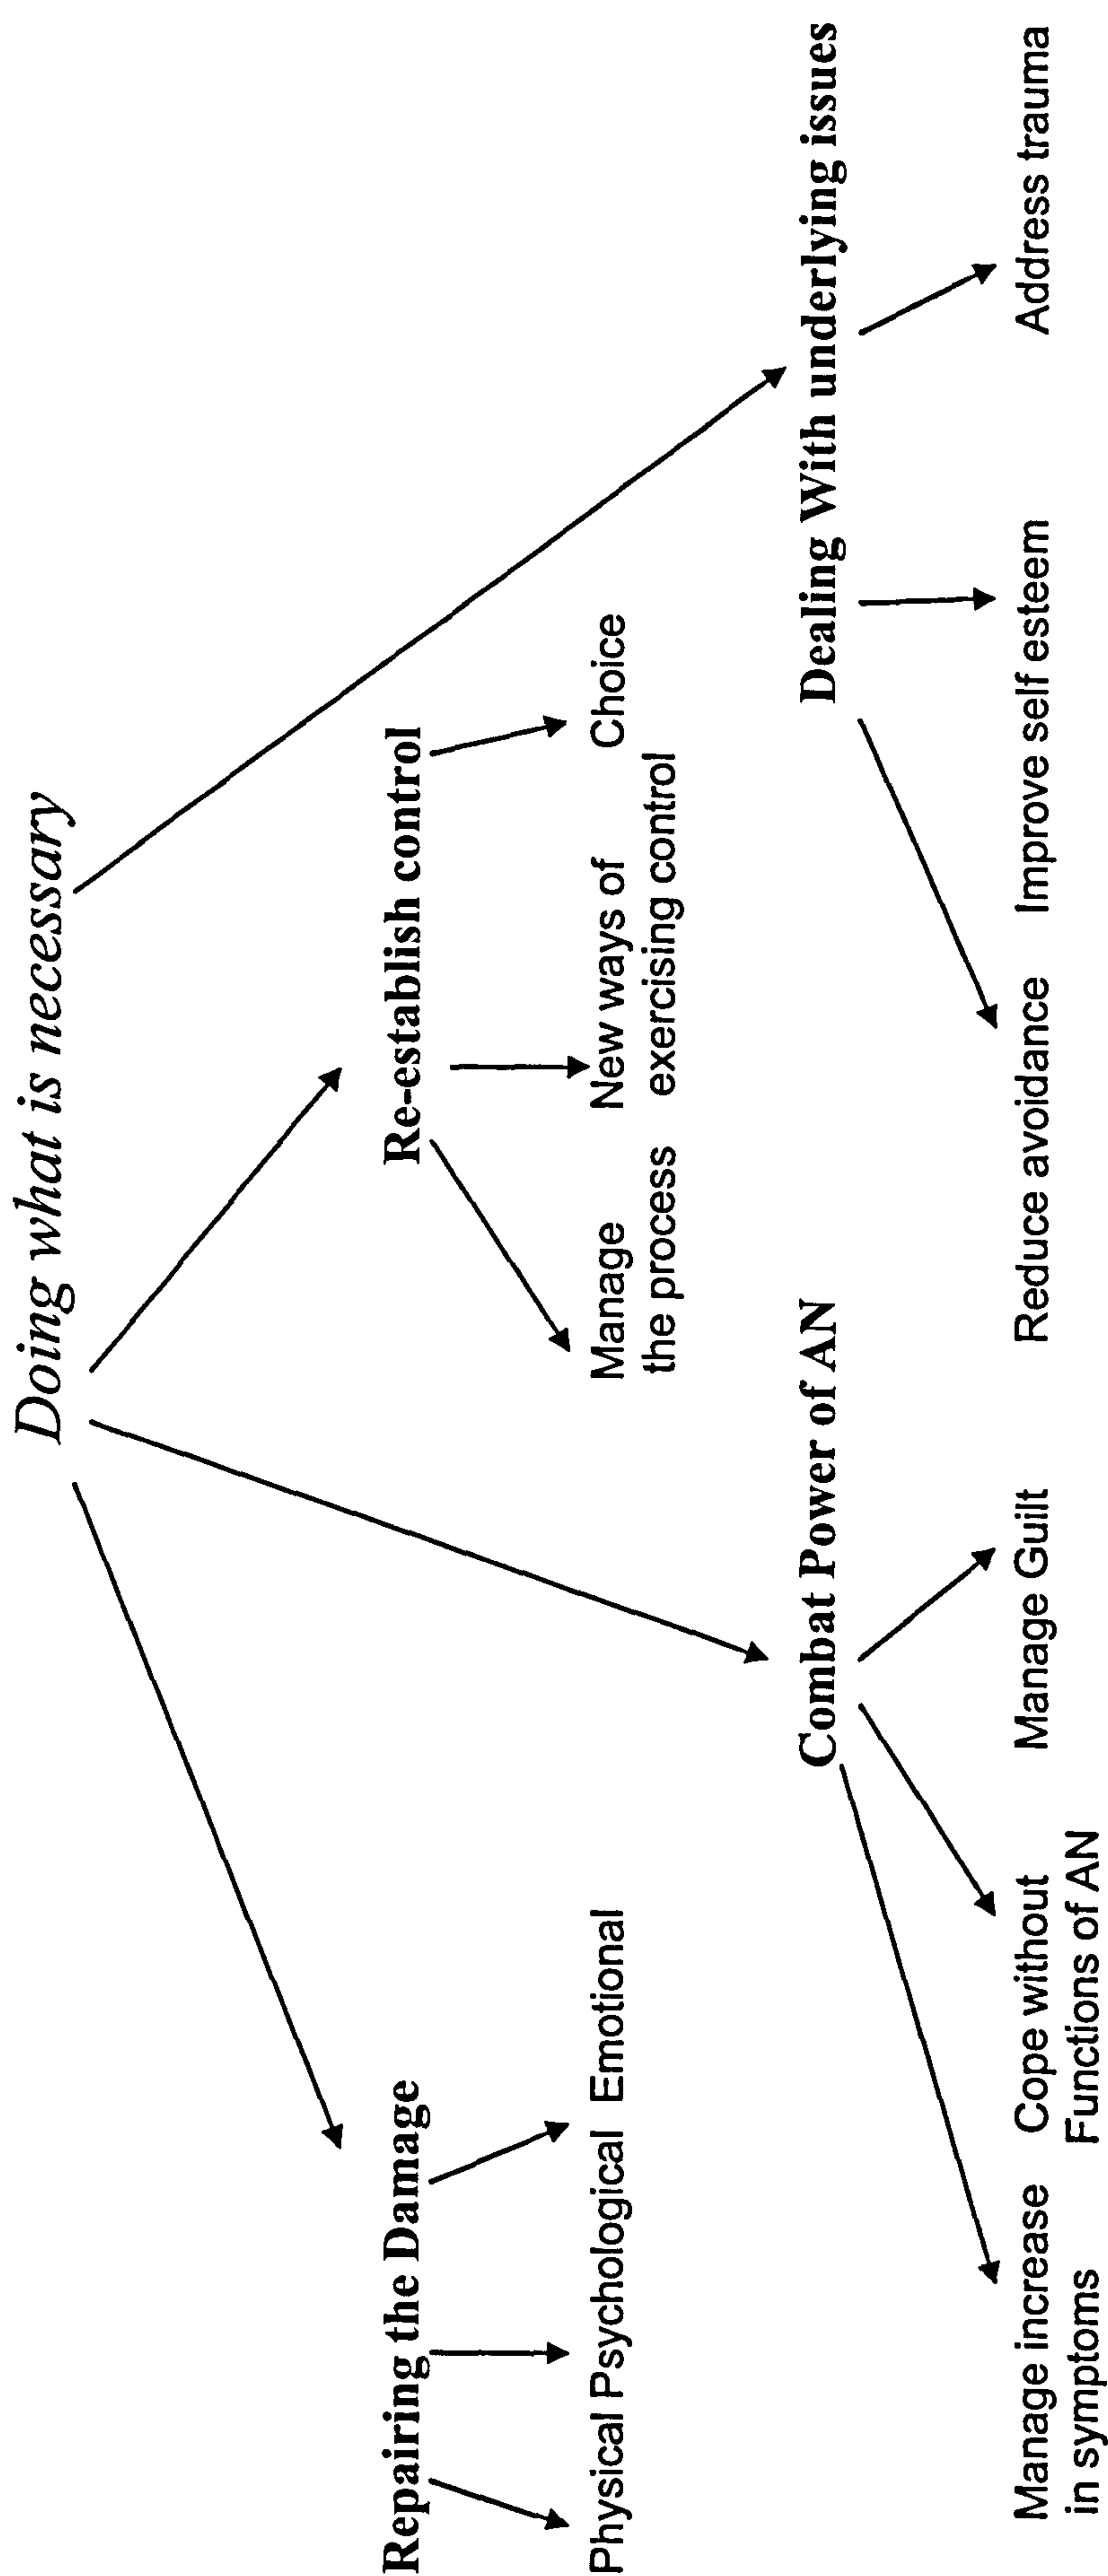 Doing what is necessary
Repairing the Damage
Re-establish control
Physical Psychological Emotional
Manage
the process
New ways of
exercising control
Choice
Combat Power of AN
Dealing With underlying issues
Manage increase
in symptoms
Cope without
Functions of AN
Manage Guilt
Reduce avoidance
Improve self esteem
Address trauma